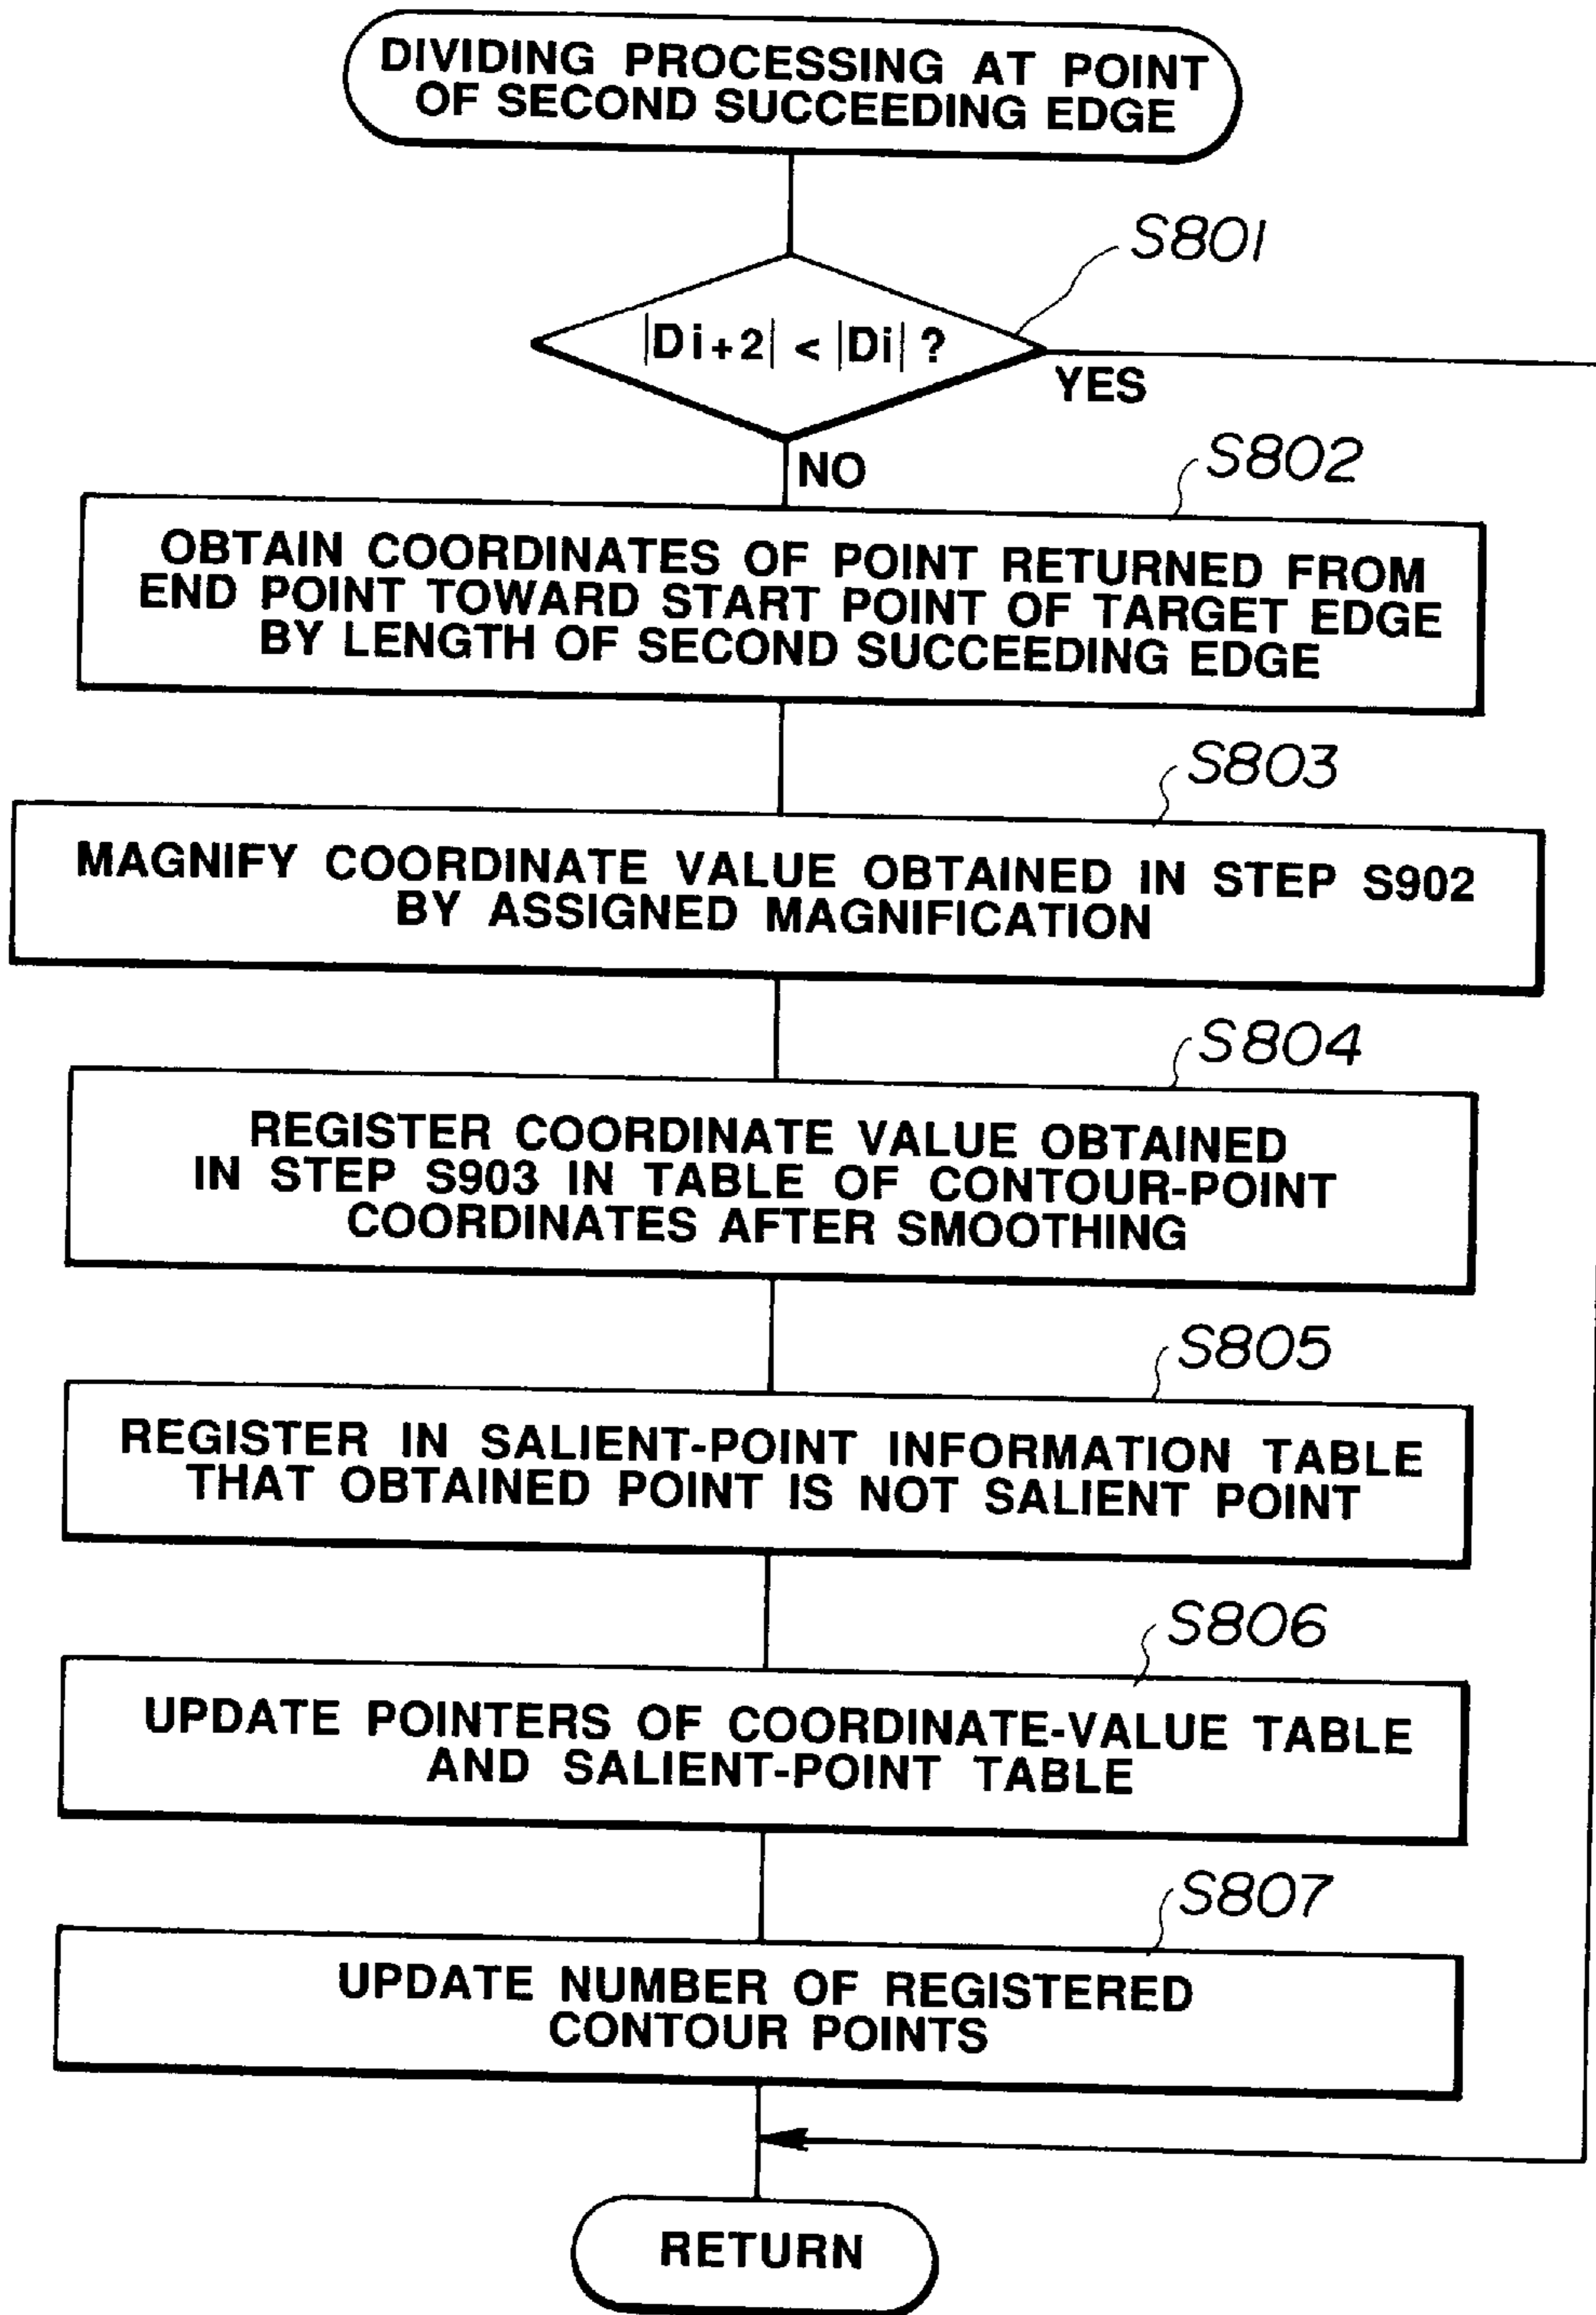 DIVIDING PROCESSING AT POINT
OF SECOND SUCCEEDING EDGE
S801
|Di+2| < |Di| ?
YES
NO
S802
OBTAIN COORDINATES OF POINT RETURNED FROM
END POINT TOWARD START POINT OF TARGET EDGE
BY LENGTH OF SECOND SUCCEEDING EDGE
S803
MAGNIFY COORDINATE VALUE OBTAINED IN STEP S902
BY ASSIGNED MAGNIFICATION
S804
REGISTER COORDINATE VALUE OBTAINED
IN STEP S903 IN TABLE OF CONTOUR-POINT
COORDINATES AFTER SMOOTHING
S805
REGISTER IN SALIENT-POINT INFORMATION TABLE
THAT OBTAINED POINT IS NOT SALIENT POINT
S806
UPDATE POINTERS OF COORDINATE-VALUE TABLE
AND SALIENT-POINT TABLE
S807
UPDATE NUMBER OF REGISTERED
CONTOUR POINTS
RETURN